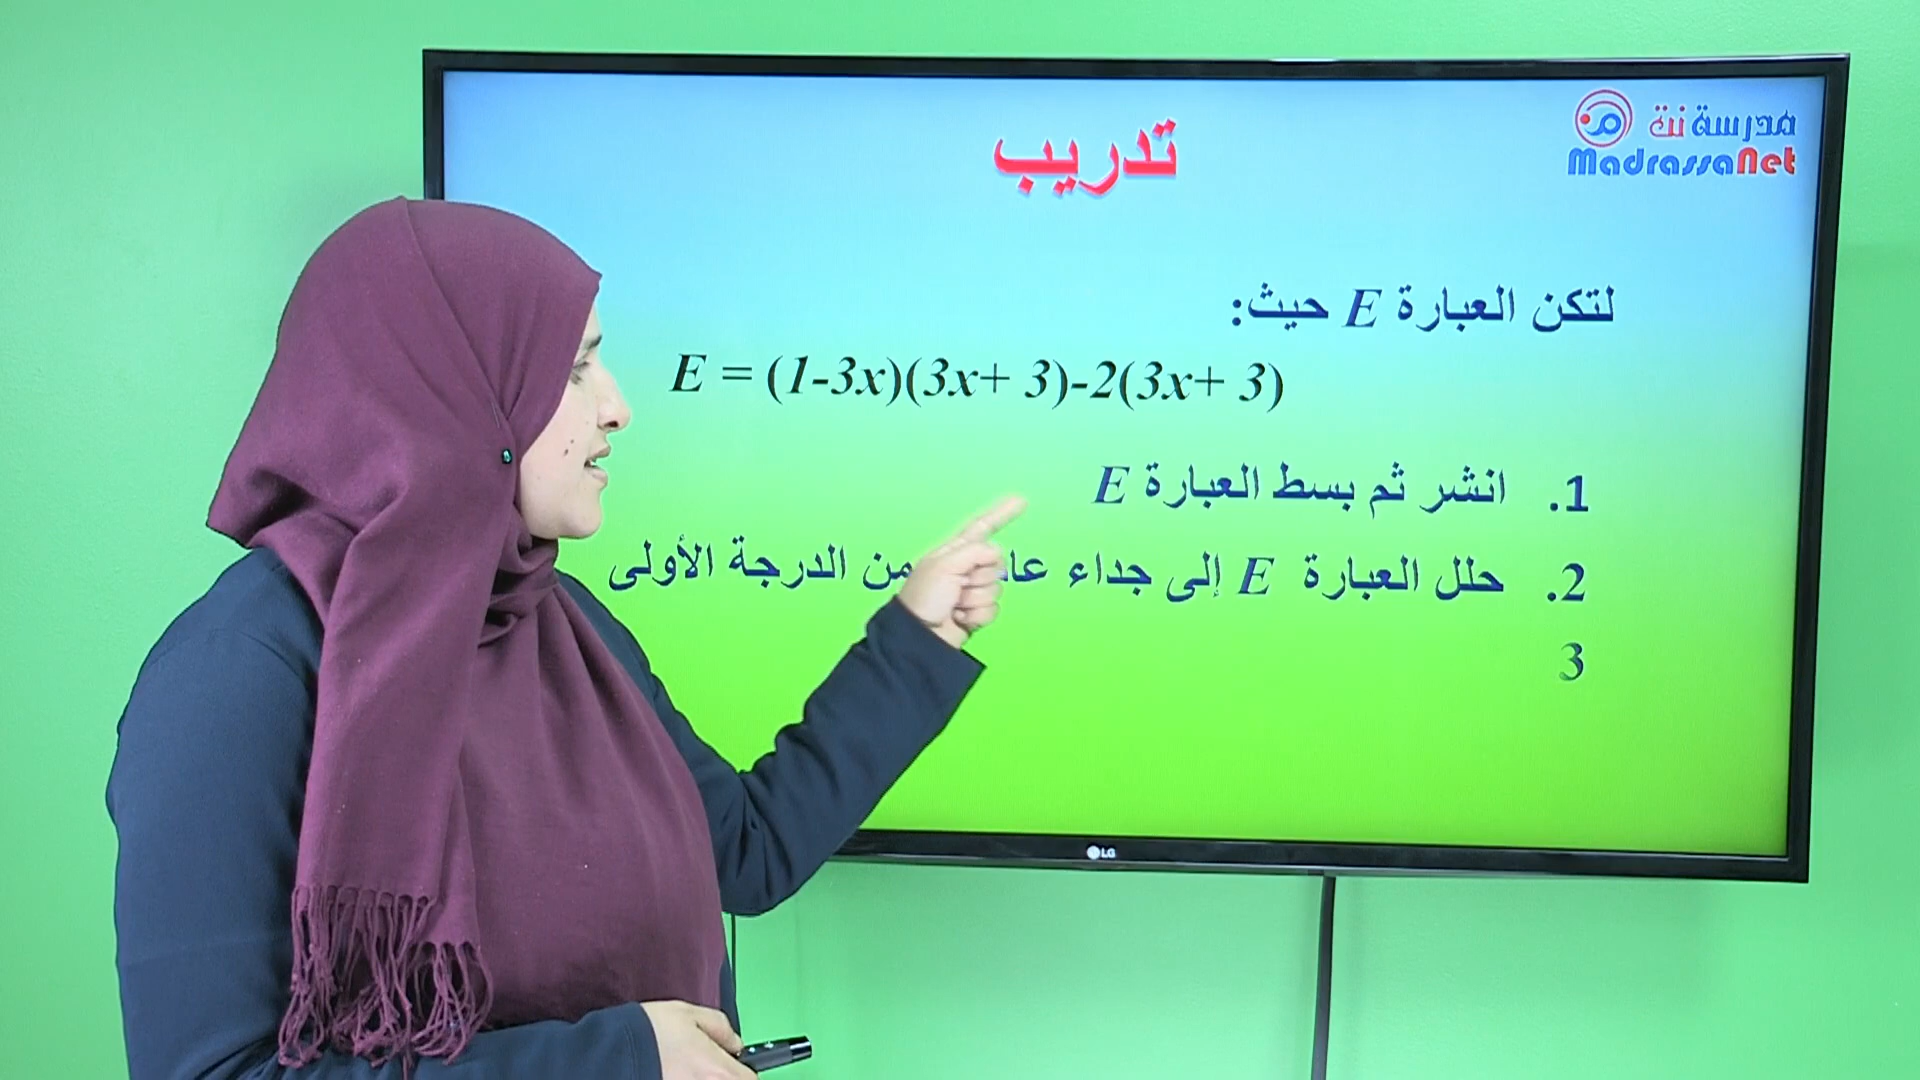 مدرسة نت
MadrassaNet
تدريب
لتكن العبارة E حيث:
E = (1-3x)(3x+ 3)-2(3x+ 3)
1. انشر ثم بسط العبارة E
2. حلل العبارة E إلى جداء من الدرجة الأولى
3
LG